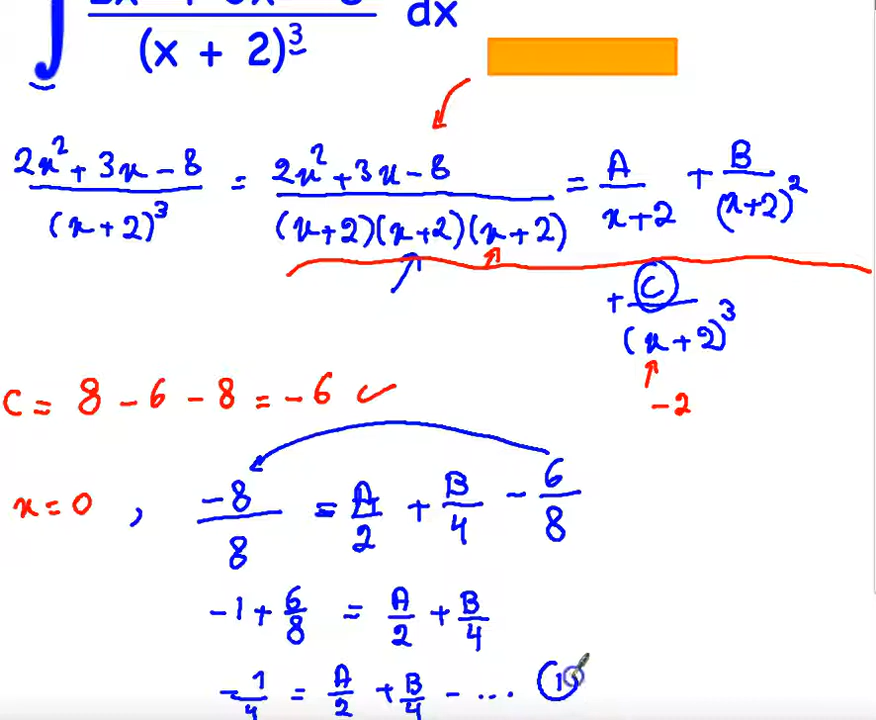 ∫ dx
(x + 2)³
2x² + 3x - 8 / (x + 2)³ = 2x² + 3x - 8 / (x+2)(x+2)(x+2) = A / x+2 + B / (x+2)²
+ C / (x+2)³
C = 8 - 6 - 8 = -6 ✓
-2
x = 0 , -8/8 = A/2 + B/4 - 6/8
-1 + 6/8 = A/2 + B/4
-1/4 = A/2 + B/4 - ... 1